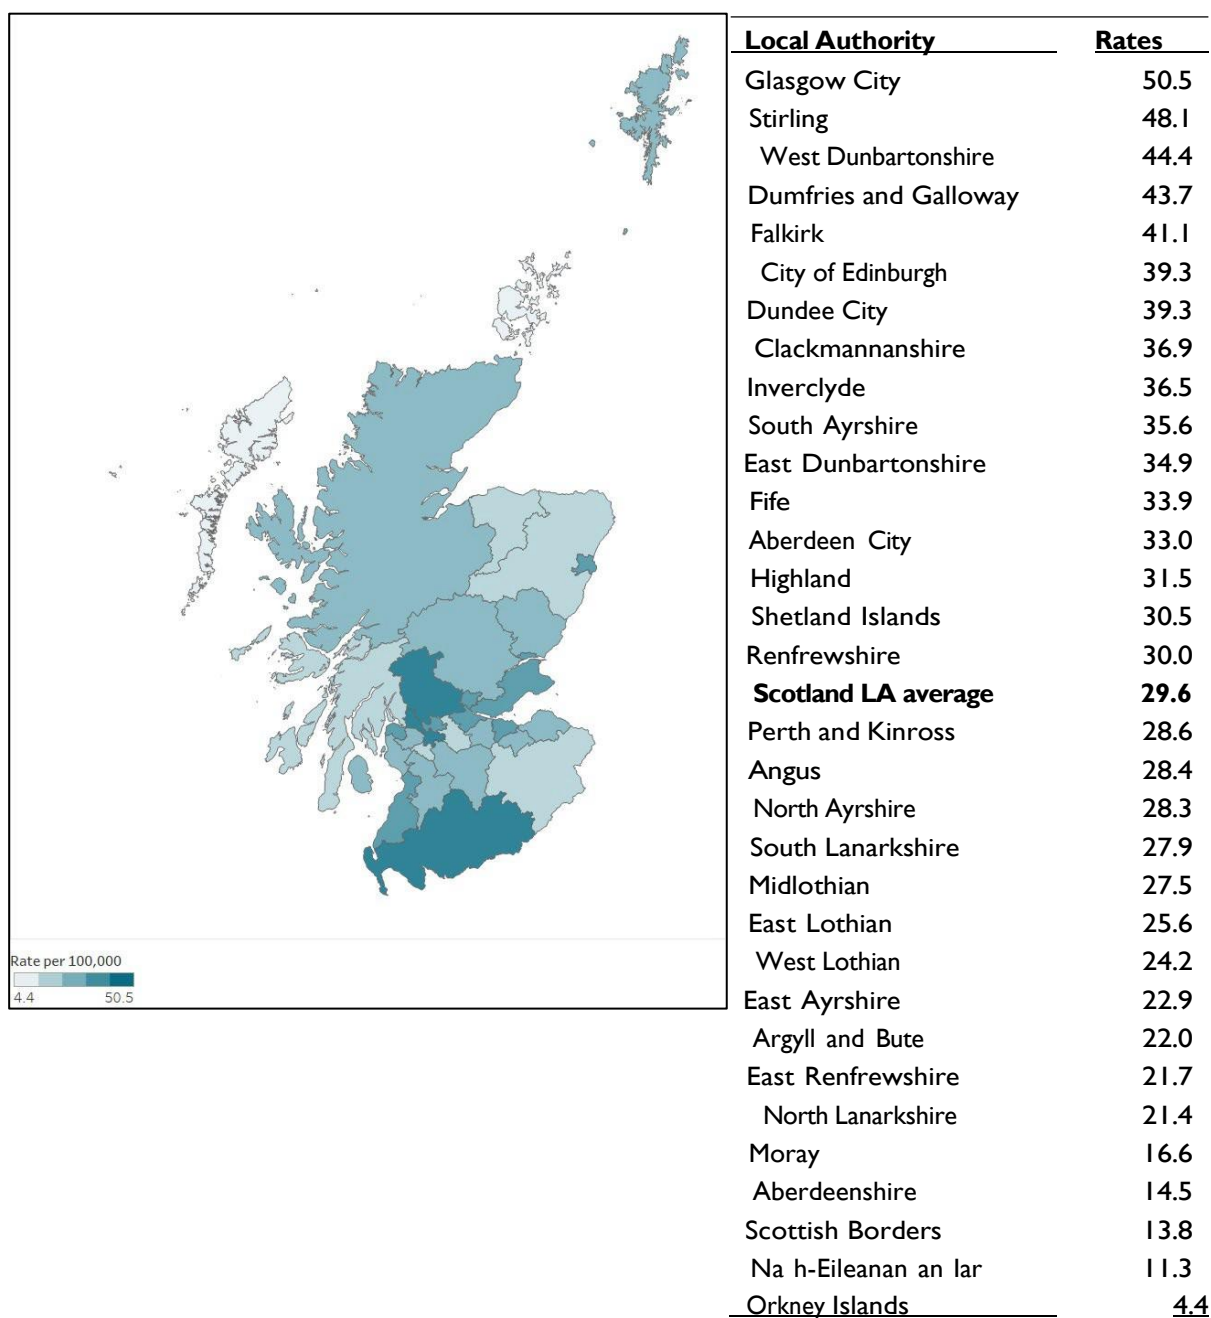 Local Authority Rates
Glasgow City 50.5
Stirling 48.1
West Dunbartonshire 44.4
Dumfries and Galloway 43.7
Falkirk 41.1
City of Edinburgh 39.3
Dundee City 39.3
Clackmannanshire 36.9
Inverclyde 36.5
South Ayrshire 35.6
East Dunbartonshire 34.9
Fife 33.9
Aberdeen City 33.0
Highland 31.5
Shetland Islands 30.5
Renfrewshire 30.0
Scotland LA average 29.6
Perth and Kinross 28.6
Angus 28.4
North Ayrshire 28.3
South Lanarkshire 27.9
Midlothian 27.5
East Lothian 25.6
West Lothian 24.2
East Ayrshire 22.9
Argyll and Bute 22.0
East Renfrewshire 21.7
North Lanarkshire 21.4
Moray 16.6
Aberdeenshire 14.5
Scottish Borders 13.8
Na h-Eileanan an Iar 11.3
Orkney Islands 4.4
Rate per 100,000
4.4 50.5